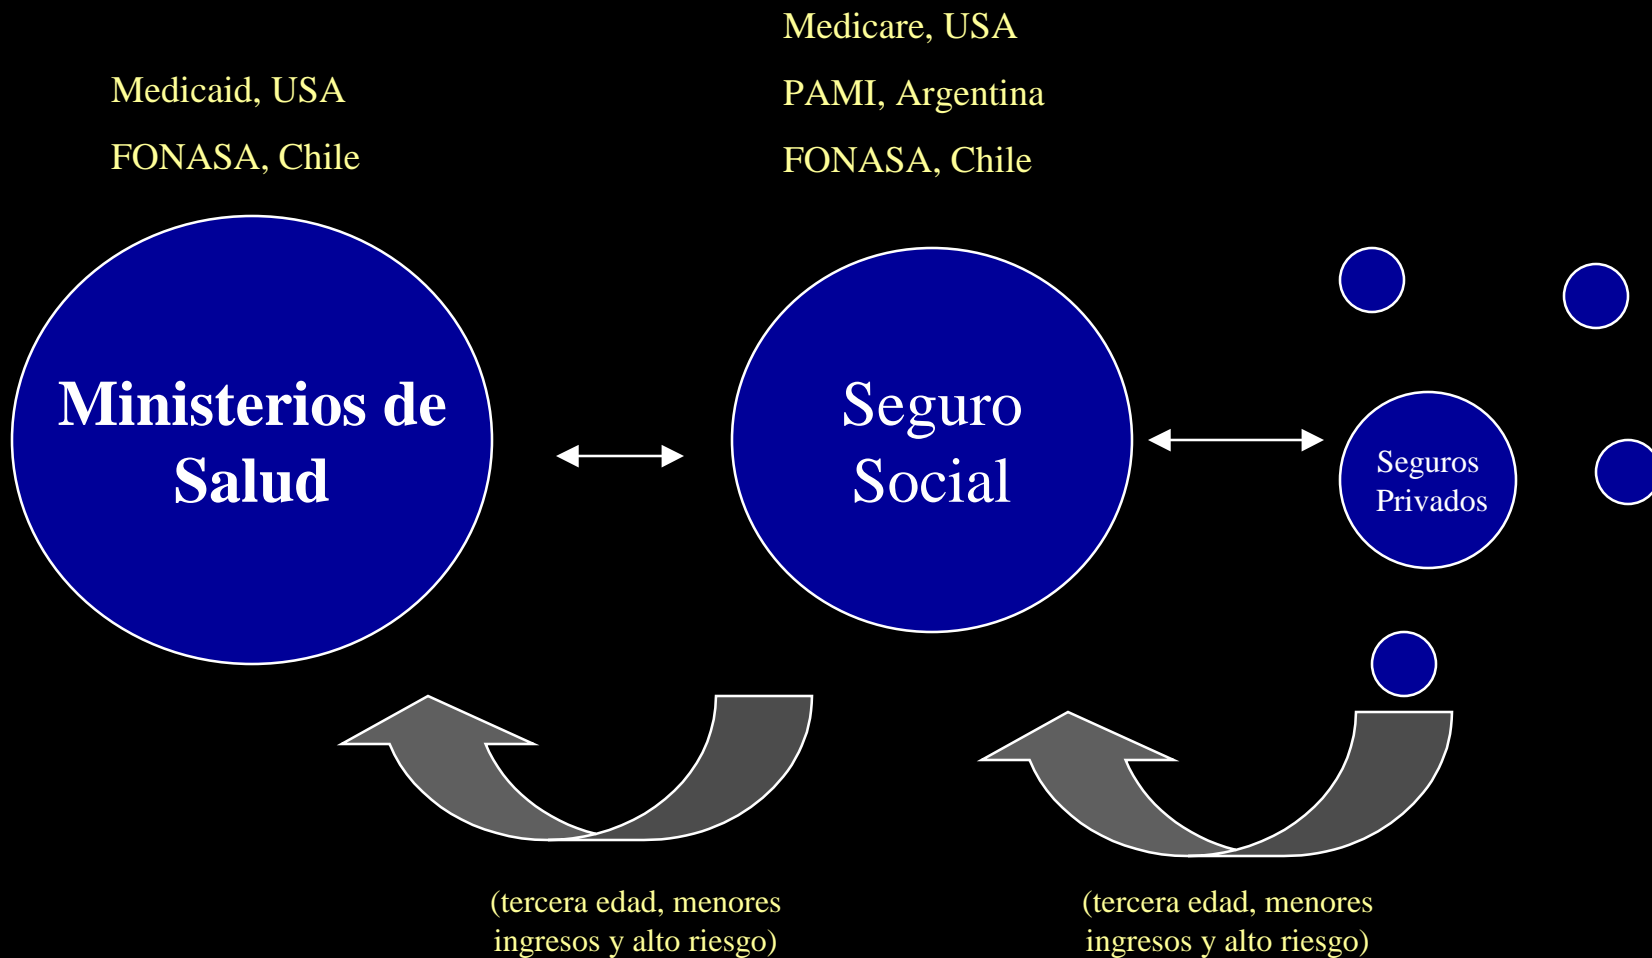 Medicaid, USA
FONASA, Chile
Medicare, USA
PAMI, Argentina
FONASA, Chile
Ministerios de
Salud
Seguro
Social
Seguros
Privados
(tercera edad, menores
ingresos y alto riesgo)
(tercera edad, menores
ingresos y alto riesgo)